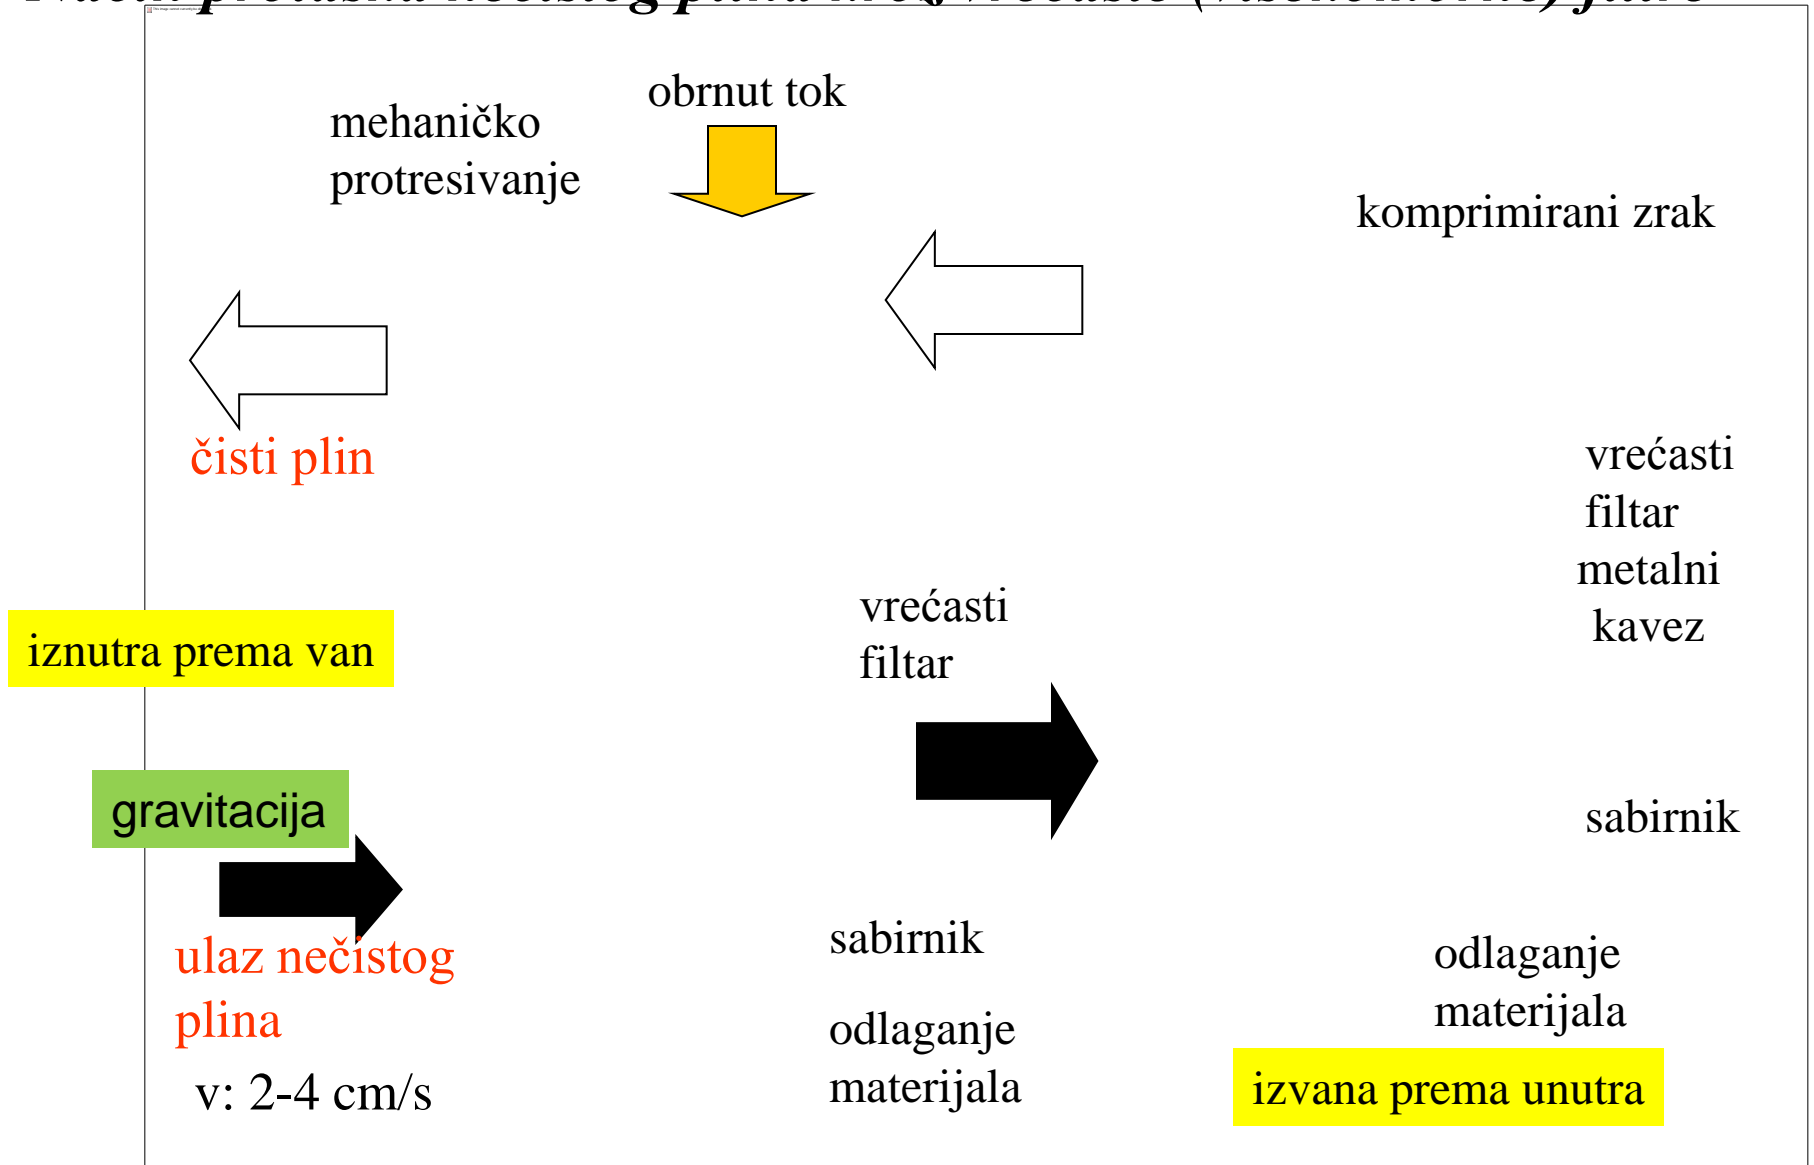 obrnut tok
mehaničko
protresivanje
komprimirani zrak
čisti plin
vrećasti
filtar
metalni
kavez
vrećasti
filtar
iznutra prema van
gravitacija
sabirnik
ulaz nečistog
plina
v: 2-4 cm/s
sabirnik
odlaganje
materijala
odlaganje
materijala
izvana prema unutra